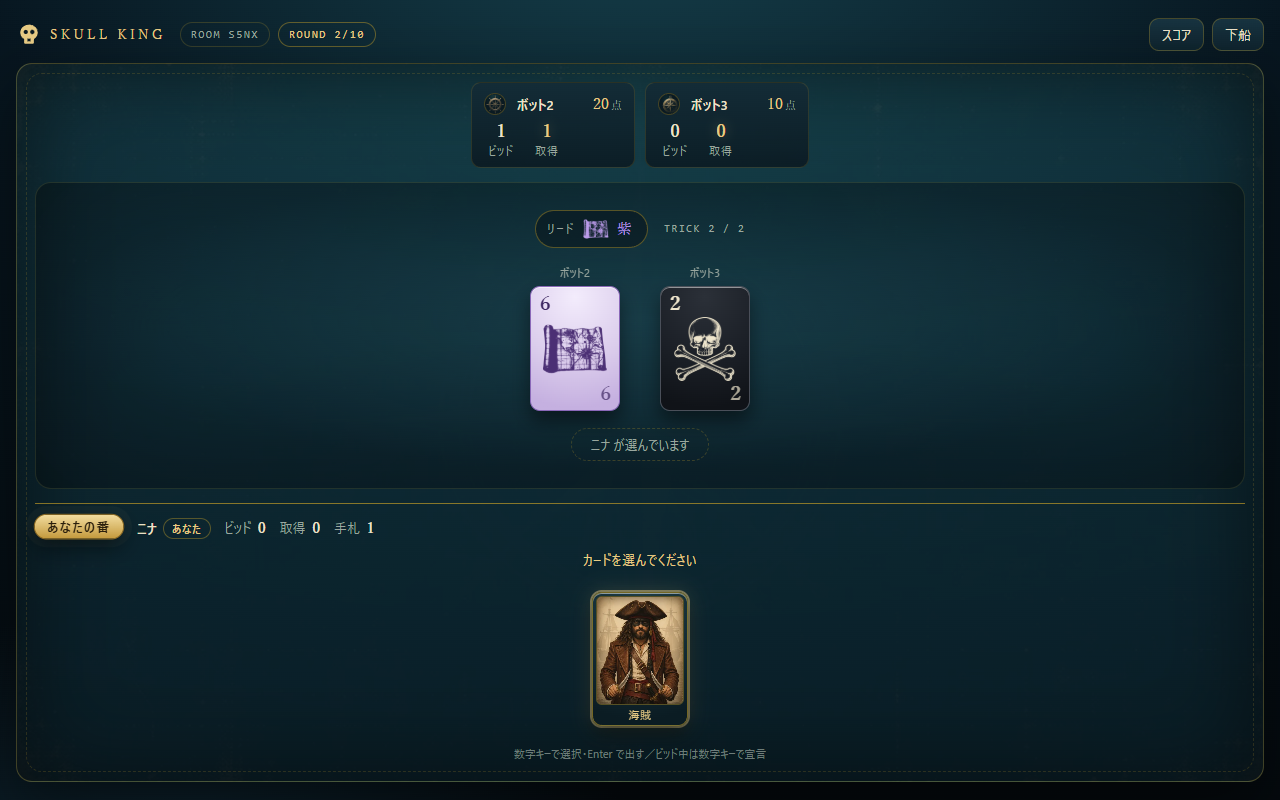 SKULL KING
ROOM S5NX
ROUND 2/10
スコア
下船
ボット2 20点
1 1
ビッド 取得
ボット3 10点
0 0
ビッド 取得
リード 紫
TRICK 2 / 2
ボット2
6
6
ボット3
2
2
ニナ が選んでいます
あなたの番 ニナ あなた ビッド 0 取得 0 手札 1
カードを選んでください
海賊
数字キーで選択・Enter で出す／ビッド中は数字キーで宣言